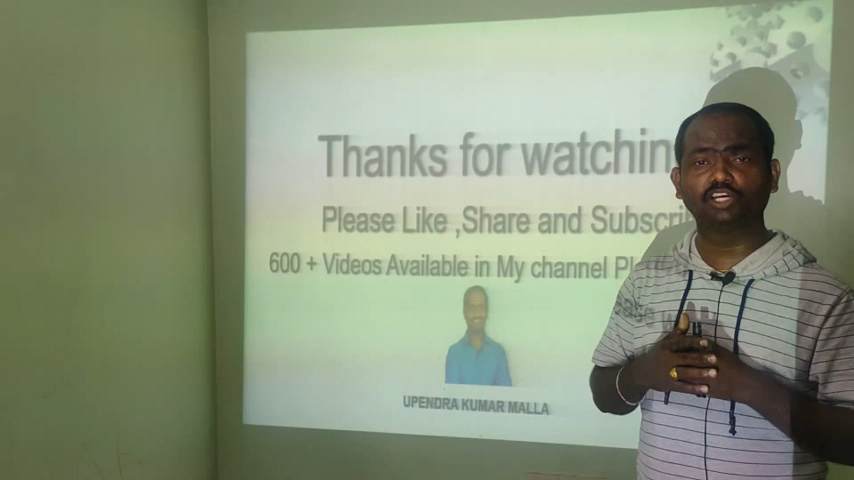 Thanks for watchin
Please Like ,Share and Subscri
600 + Videos Available in My channel Pl
UPENDRA KUMAR MALLA